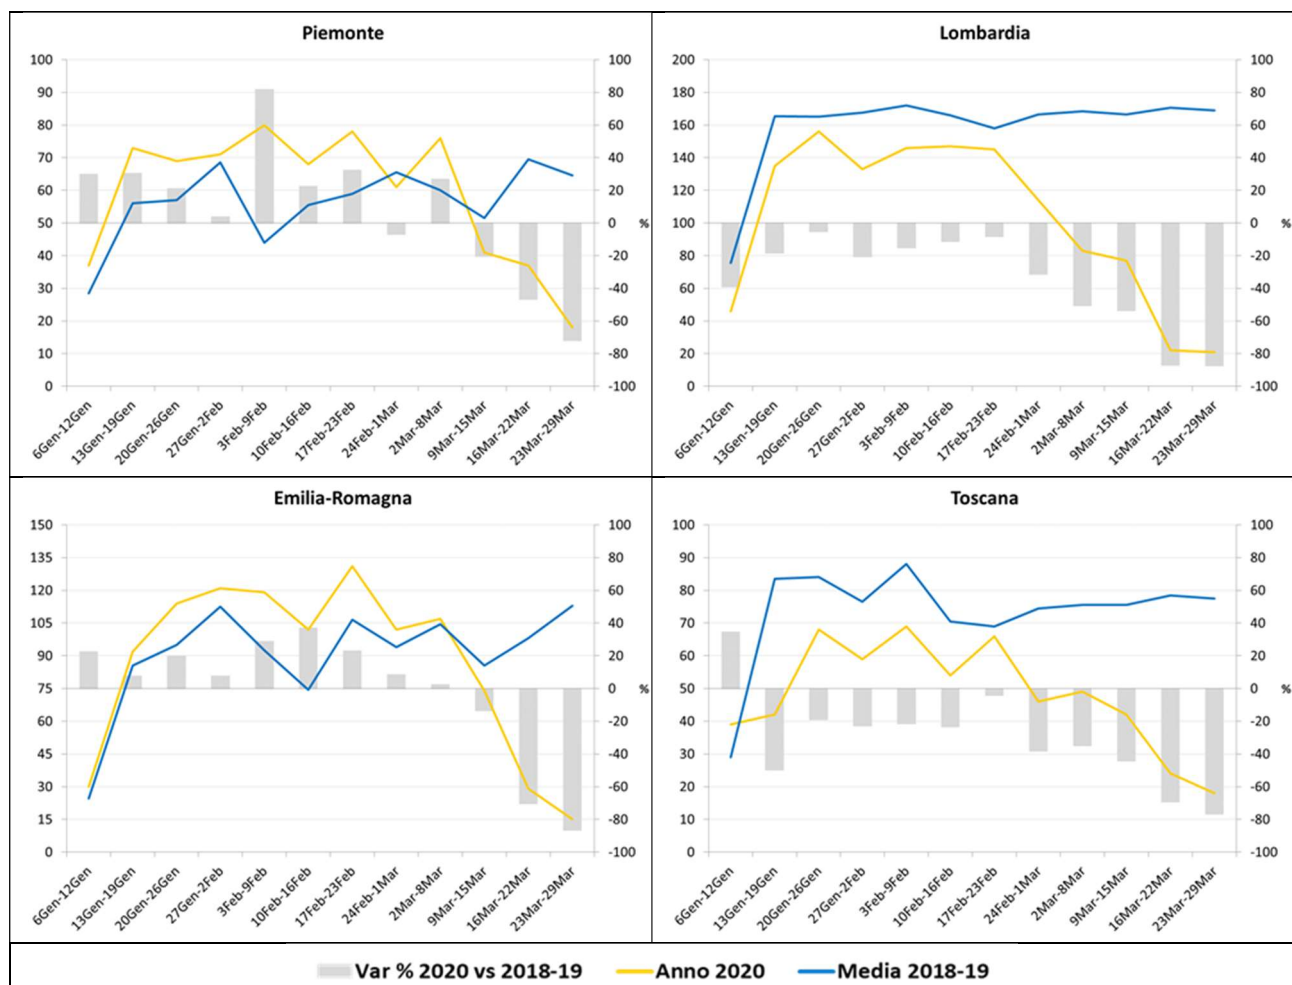 Piemonte
100
90
80
70
60
50
40
30
20
10
0
100
80
60
40
20
0
-20
-40
-60
-80
-100
%
6Gen-12Gen
13Gen-19Gen
20Gen-26Gen
27Gen-2Feb
3Feb-9Feb
10Feb-16Feb
17Feb-23Feb
24Feb-1Mar
2Mar-8Mar
9Mar-15Mar
16Mar-22Mar
23Mar-29Mar
Lombardia
200
180
160
140
120
100
80
60
40
20
0
100
80
60
40
20
0
-20
-40
-60
-80
-100
%
6Gen-12Gen
13Gen-19Gen
20Gen-26Gen
27Gen-2Feb
3Feb-9Feb
10Feb-16Feb
17Feb-23Feb
24Feb-1Mar
2Mar-8Mar
9Mar-15Mar
16Mar-22Mar
23Mar-29Mar
Emilia-Romagna
150
135
120
105
90
75
60
45
30
15
0
100
80
60
40
20
0
-20
-40
-60
-80
-100
%
6Gen-12Gen
13Gen-19Gen
20Gen-26Gen
27Gen-2Feb
3Feb-9Feb
10Feb-16Feb
17Feb-23Feb
24Feb-1Mar
2Mar-8Mar
9Mar-15Mar
16Mar-22Mar
23Mar-29Mar
Toscana
100
90
80
70
60
50
40
30
20
10
0
100
80
60
40
20
0
-20
-40
-60
-80
-100
%
6Gen-12Gen
13Gen-19Gen
20Gen-26Gen
27Gen-2Feb
3Feb-9Feb
10Feb-16Feb
17Feb-23Feb
24Feb-1Mar
2Mar-8Mar
9Mar-15Mar
16Mar-22Mar
23Mar-29Mar
Var % 2020 vs 2018-19 Anno 2020 Media 2018-19